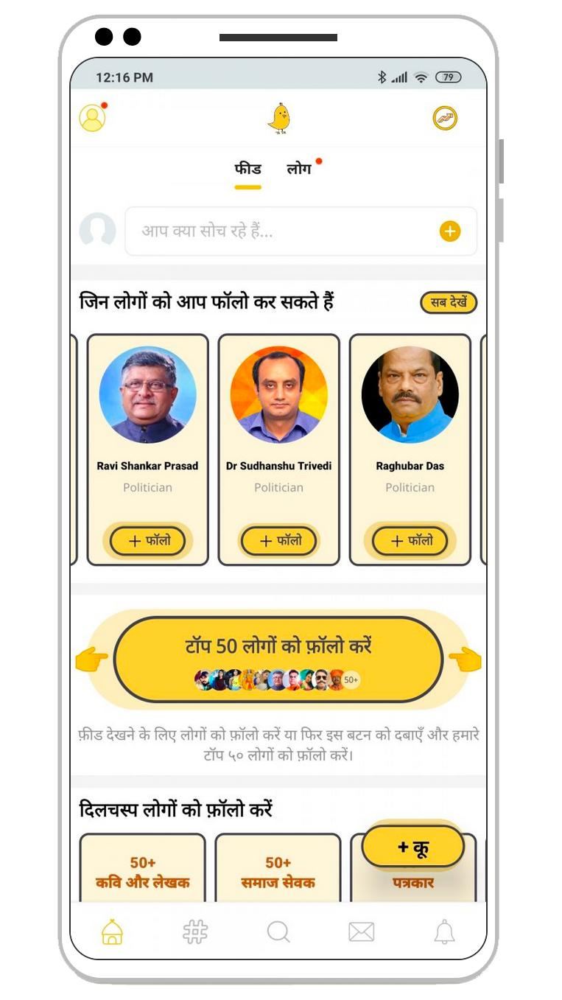 12:16 PM
79
फीड लोग
आप क्या सोच रहे हैं...
जिन लोगों को आप फॉलो कर सकते हैं
सब देखें
Ravi Shankar Prasad
Politician
+ फॉलो
Dr Sudhanshu Trivedi
Politician
+ फॉलो
Raghubar Das
Politician
+ फॉलो
टॉप 50 लोगों को फ़ॉलो करें
50+
फ़ीड देखने के लिए लोगों को फ़ॉलो करें या फिर इस बटन को दबाएँ और हमारे
टॉप ५० लोगों को फ़ॉलो करें।
दिलचस्प लोगों को फ़ॉलो करें
+ कू
50+
कवि और लेखक
50+
समाज सेवक
पत्रकार